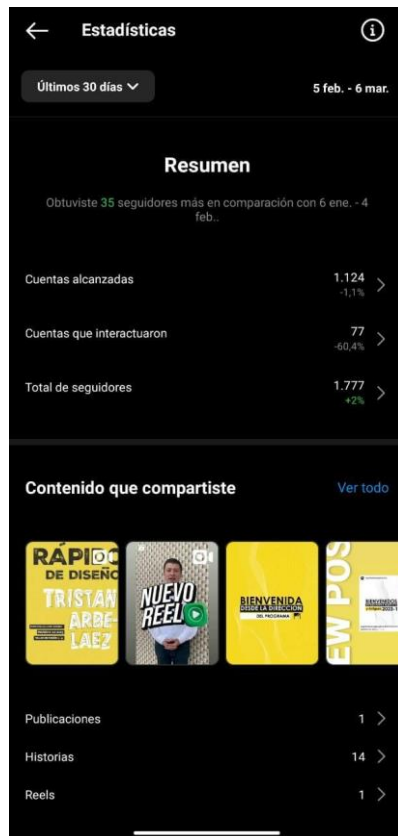 Estadísticas
Últimos 30 días
5 feb. - 6 mar.
Resumen
Obtuviste 35 seguidores más en comparación con 6 ene. - 4
feb..
Cuentas alcanzadas
1.124
-1,1%
Cuentas que interactuaron
77
-60,4%
Total de seguidores
1.777
+2%
Contenido que compartiste
Ver todo
RÁPIDO
DE DISEÑO
TRISTAN
ARBE-
LAEZ
NUEVO
REEL
BIENVENIDA
DESDE LA DIRECCIÓN
DEL PROGRAMA
EW POS
Publicaciones
1
Historias
14
Reels
1